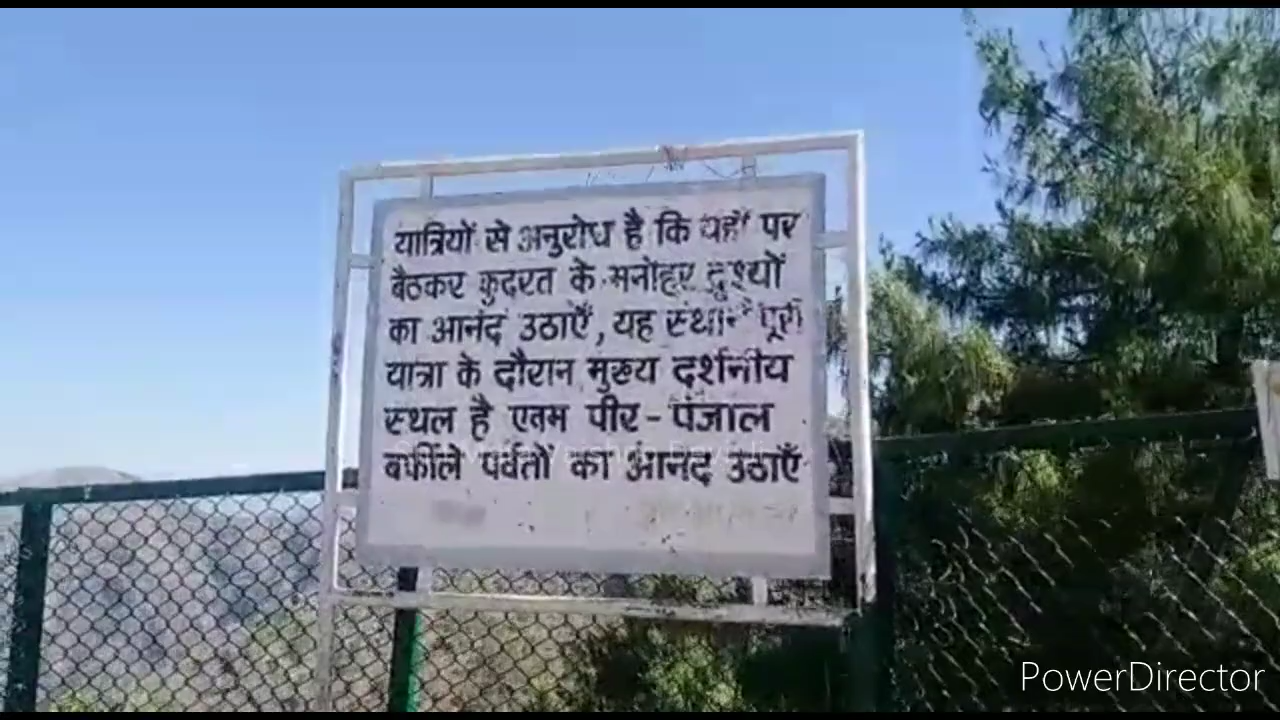 यात्रियों से अनुरोध है कि यहाँ पर
बैठकर कुदरत के मनोहर दृश्यों
का आनंद उठाएँ, यह स्थान पूरी
यात्रा के दौरान मुख्य दर्शनीय
स्थल है एवम पीर-पंजाल
बर्फीले पर्वतों का आनंद उठाएँ
PowerDirector